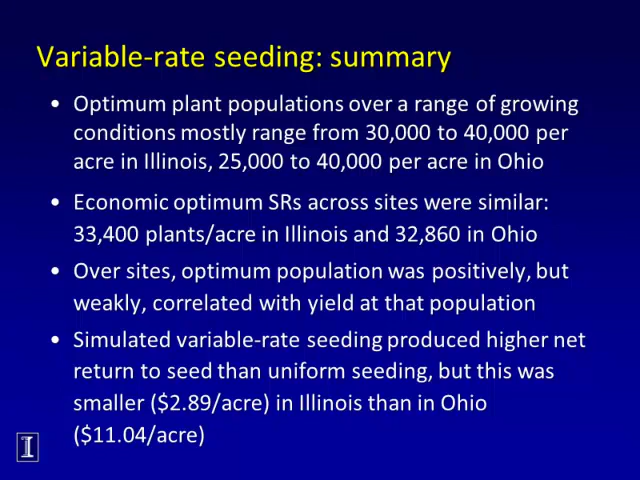 Variable-rate seeding: summary
• Optimum plant populations over a range of growing
conditions mostly range from 30,000 to 40,000 per
acre in Illinois, 25,000 to 40,000 per acre in Ohio
• Economic optimum SRs across sites were similar:
33,400 plants/acre in Illinois and 32,860 in Ohio
• Over sites, optimum population was positively, but
weakly, correlated with yield at that population
• Simulated variable-rate seeding produced higher net
return to seed than uniform seeding, but this was
smaller ($2.89/acre) in Illinois than in Ohio
($11.04/acre)
I